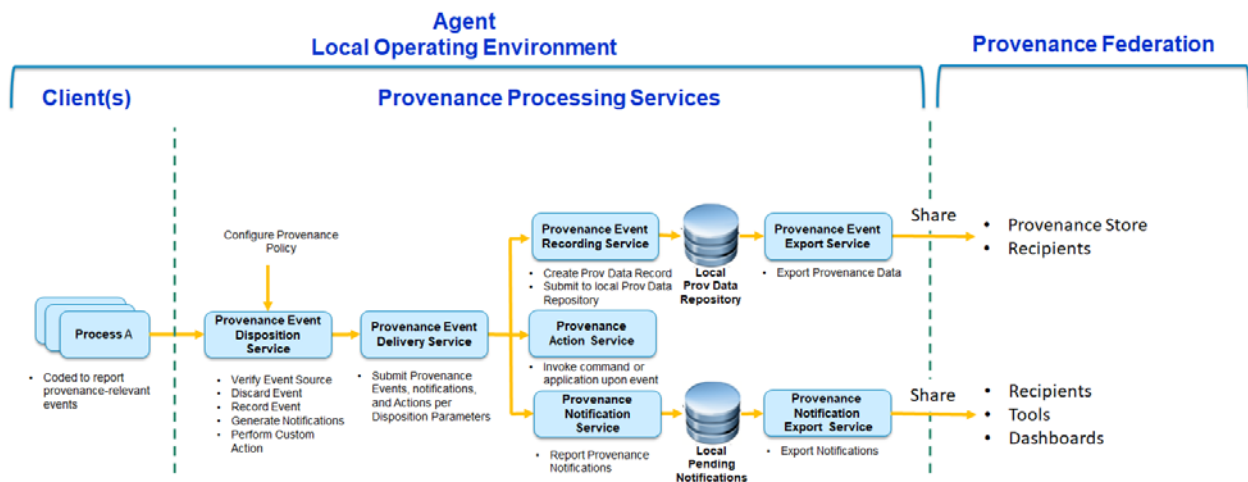 Agent
Local Operating Environment
Provenance Federation
Client(s)
Provenance Processing Services
Configure Provenance
Policy
Process A
• Coded to report
provenance-relevant
events
Provenance Event
Disposition
Service
• Verify Event Source
• Discard Event
• Record Event
• Generate Notifications
• Perform Custom
Action
Provenance Event
Delivery Service
• Submit Provenance
Events, notifications,
and Actions per
Disposition Parameters
Provenance Event
Recording Service
• Create Prov Data Record
• Submit to local Prov Data
Repository
Local
Prov Data
Repository
Provenance Event
Export Service
• Export Provenance Data
Share
• Provenance Store
• Recipients
Provenance
Action Service
• Invoke command or
application upon event
Provenance
Notification
Service
• Report Provenance
Notifications
Local
Pending
Notifications
Provenance
Notification
Export Service
• Export Notifications
Share
• Recipients
• Tools
• Dashboards